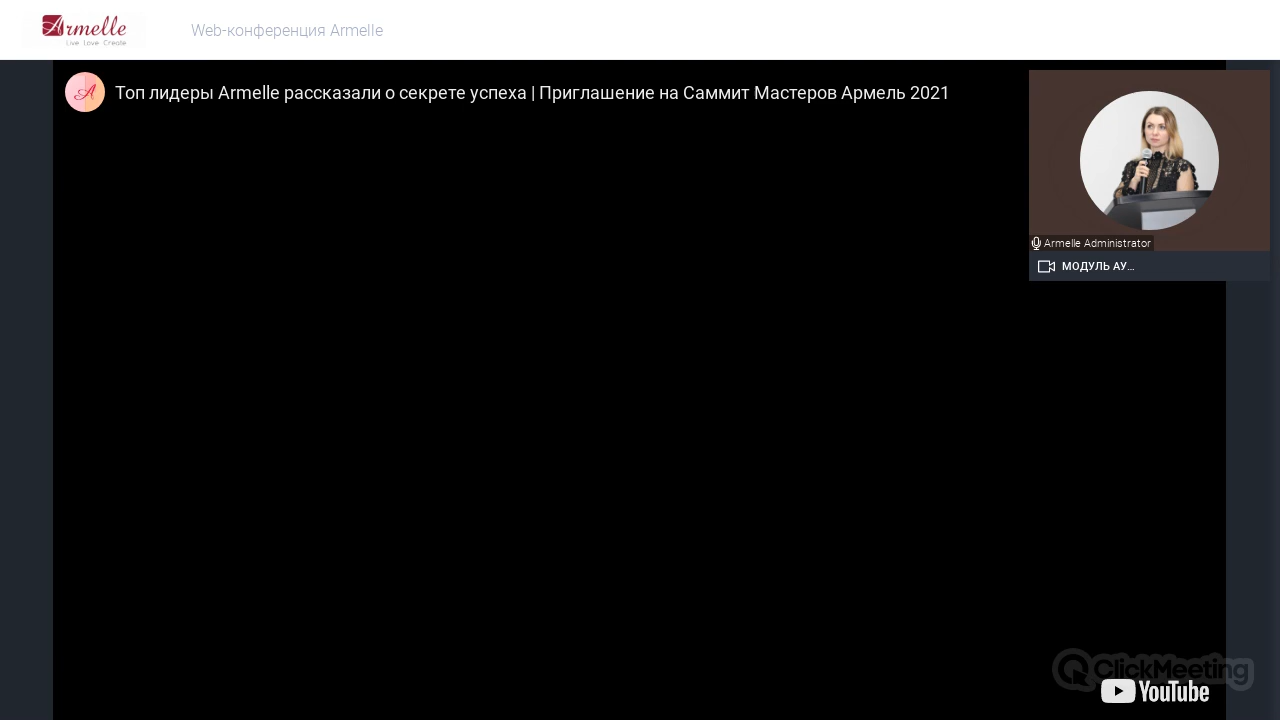 Armelle
Live Love Create
Web-конференция Armelle
A
Топ лидеры Armelle рассказали о секрете успеха | Приглашение на Саммит Мастеров Армель 2021
Armelle Administrator
МОДУЛЬ АУ...
ClickMeeting
YouTube